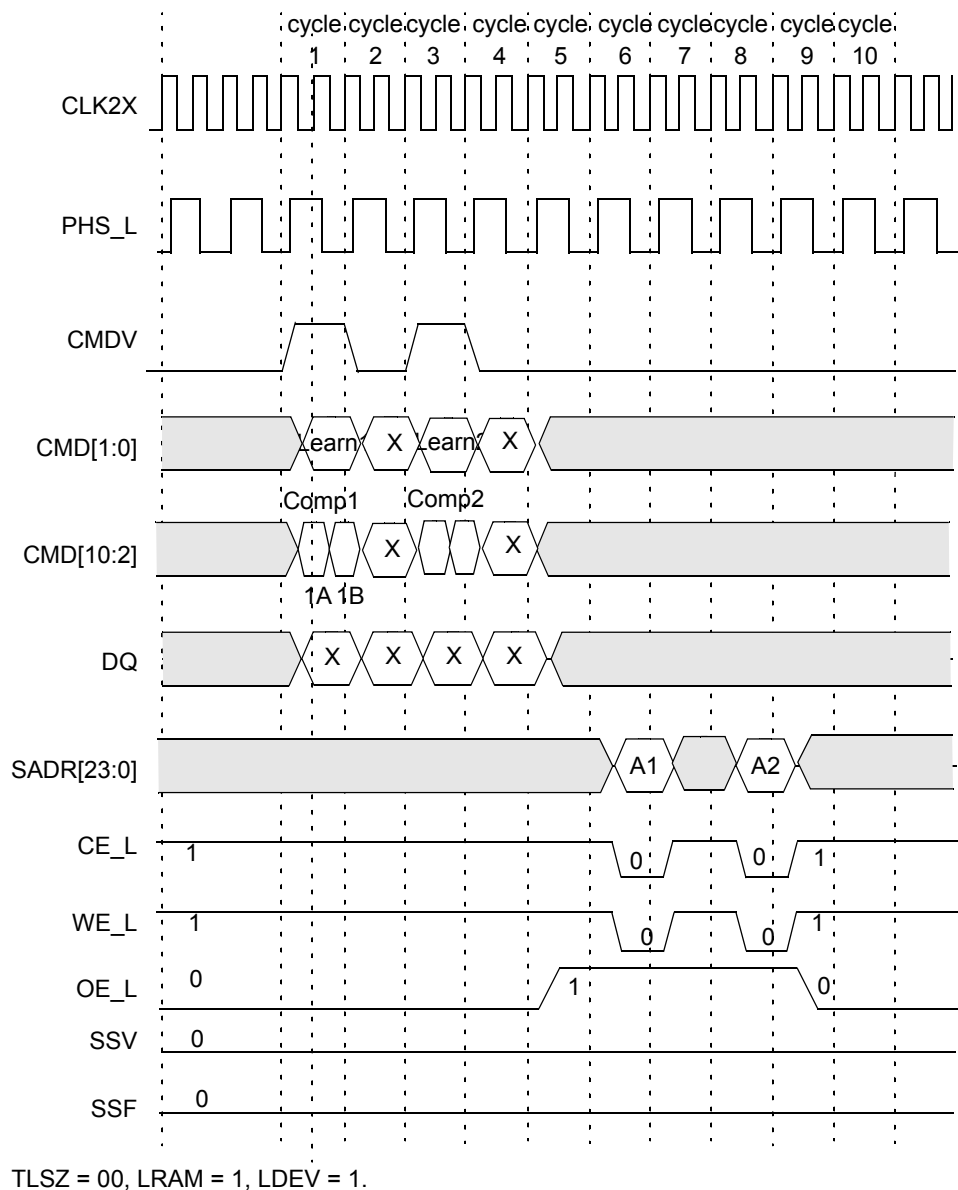 cycle cycle cycle cycle cycle cycle cycle cycle cycle cycle
1 2 3 4 5 6 7 8 9 10
CLK2X
PHS_L
CMDV
CMD[1:0] Learn1 X Learn2 X
Comp1 Comp2
CMD[10:2] X X
1A 1B
DQ X X X X
SADR[23:0] A1 A2
CE_L 1 0 0 1
WE_L 1 0 0 1
OE_L 0 1 0
SSV 0
SSF 0
TLSZ = 00, LRAM = 1, LDEV = 1.